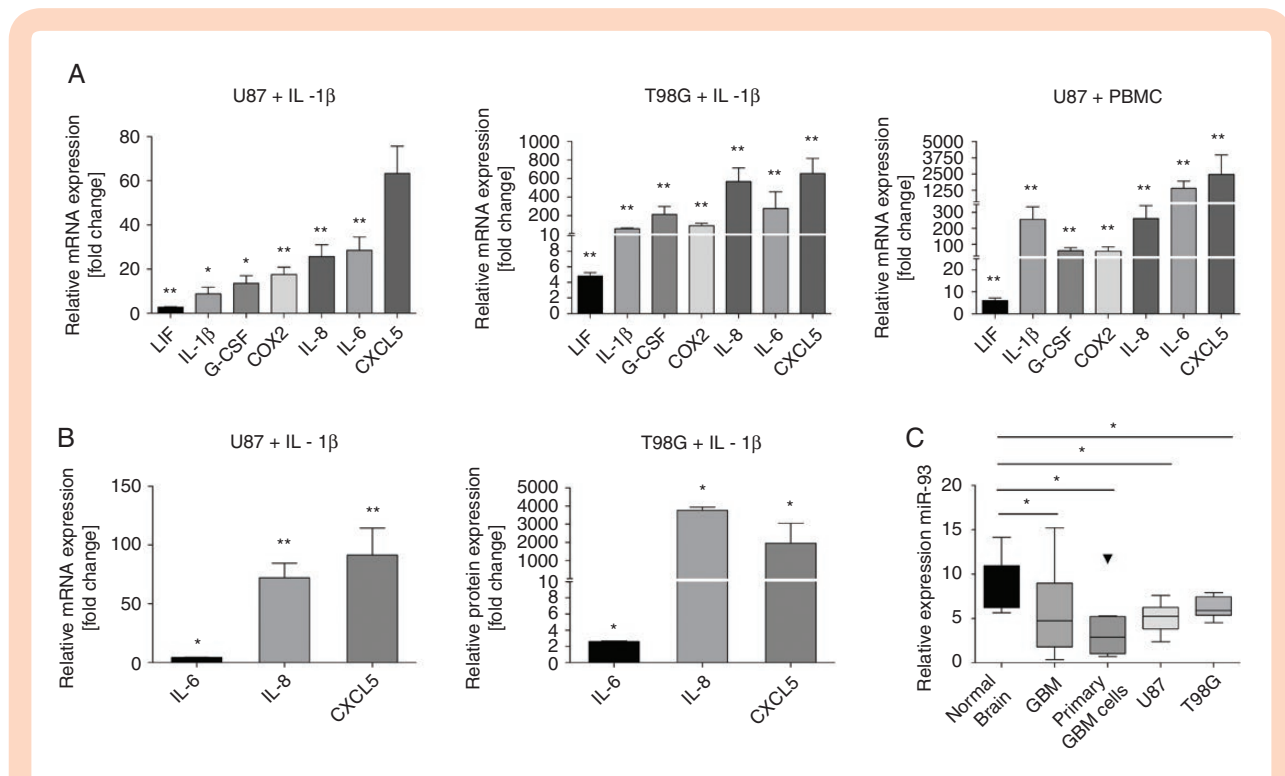 A
U87 + IL -1β
Relative mRNA expression
[fold change]
80
60
40
20
0
** * * ** ** **
LIF IL-1β G-CSF COX2 IL-8 IL-6 CXCL5
T98G + IL -1β
Relative mRNA expression
[fold change]
1000
800
600
400
200
10
8
6
4
2
0
** ** ** ** ** ** **
LIF IL-1β G-CSF COX2 IL-8 IL-6 CXCL5
U87 + PBMC
Relative mRNA expression
[fold change]
5000
3750
2500
1250
300
100
20
10
0
** ** ** ** ** ** **
LIF IL-1β G-CSF COX2 IL-8 IL-6 CXCL5
B
U87 + IL - 1β
Relative mRNA expression
[fold change]
150
100
50
0
* ** **
IL-6 IL-8 CXCL5
T98G + IL - 1β
Relative protein expression
[fold change]
5000
4000
3000
2000
1000
10
8
6
4
2
0
* * *
IL-6 IL-8 CXCL5
C
Relative expression miR-93
20
15
10
5
0
*
*
*
*
Normal
Brain
GBM
Primary
GBM cells
U87
T98G